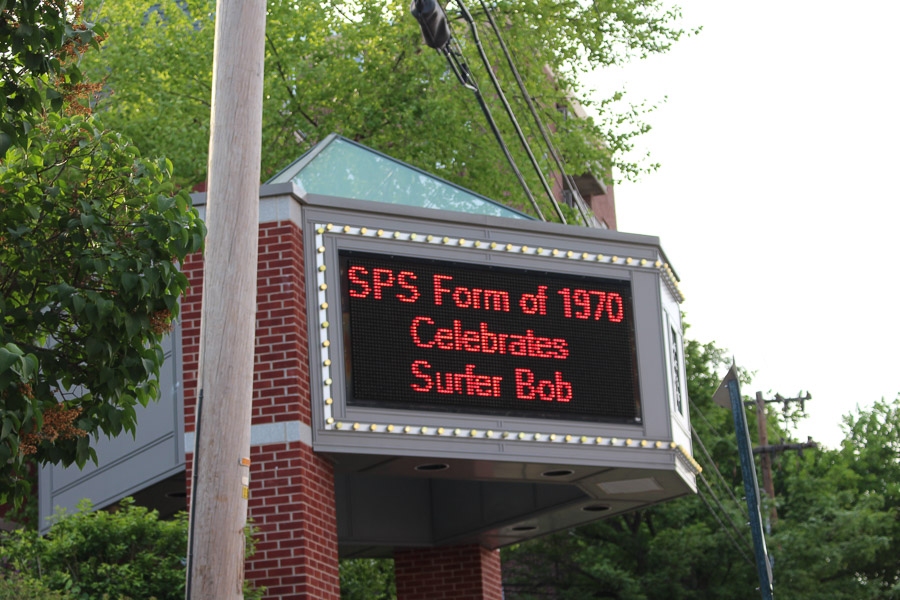 SPS Form of 1970
Celebrates
Surfer Bob